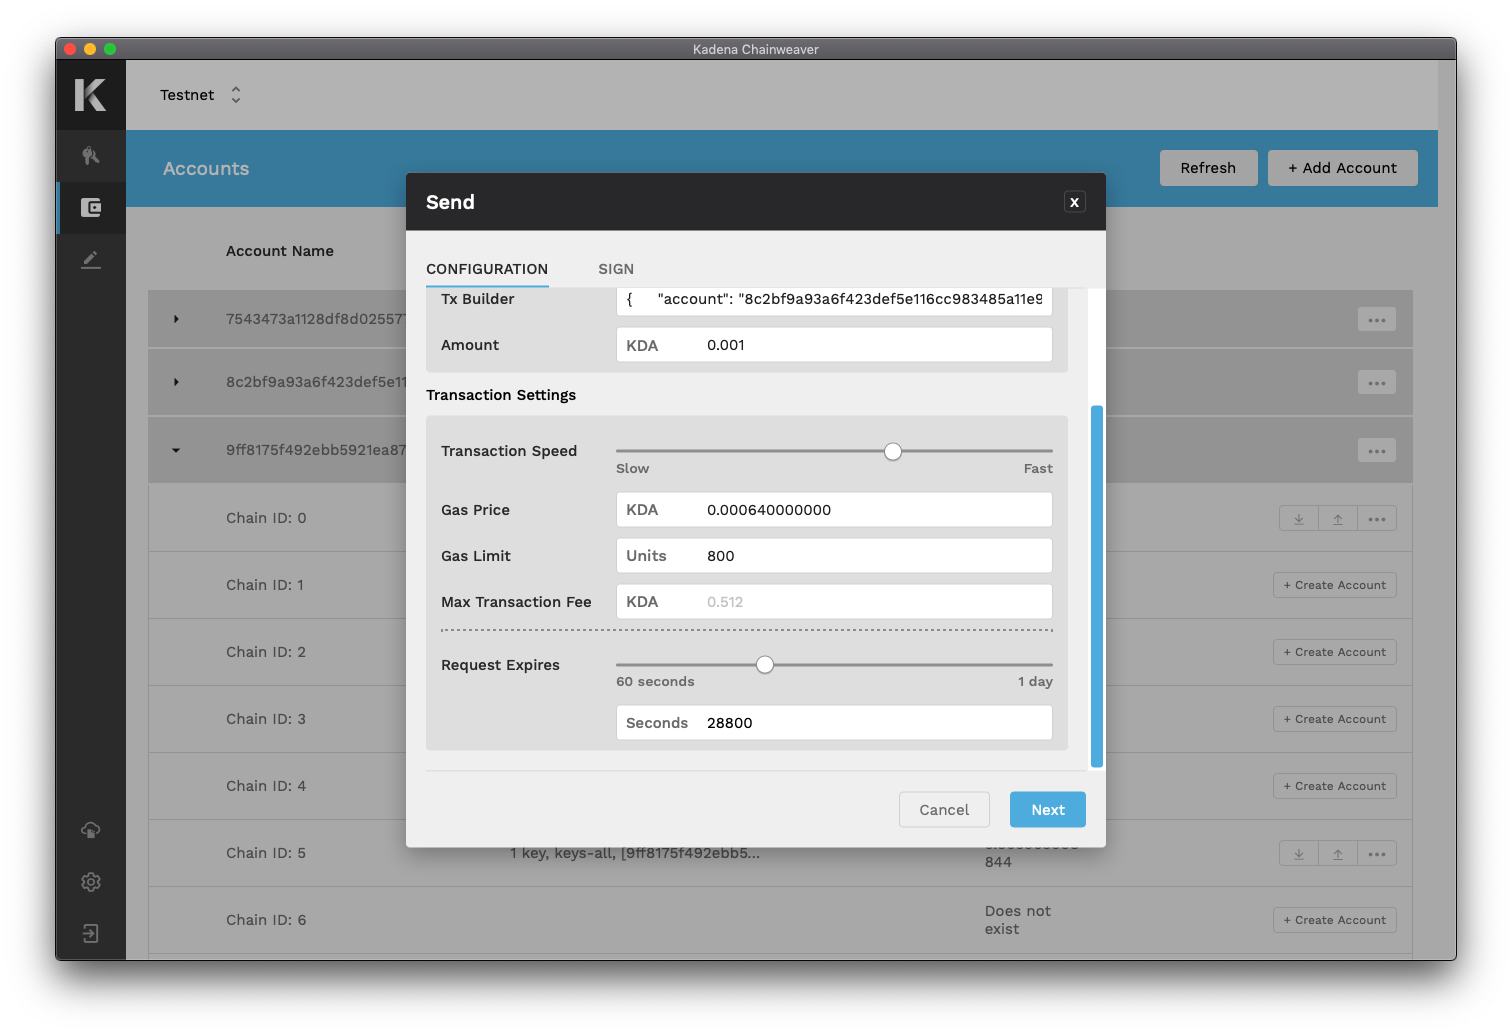 Kadena Chainweaver
Testnet
Accounts
Refresh
+ Add Account
Account Name
7543473a1128df8d02557
8c2bf9a93a6f423def5e11
9ff8175f492ebb5921ea87
Chain ID: 0
Chain ID: 1
+ Create Account
Chain ID: 2
+ Create Account
Chain ID: 3
+ Create Account
Chain ID: 4
+ Create Account
Chain ID: 5
1 key, keys-all, [9ff8175f492ebb5...
844
Chain ID: 6
Does not
exist
+ Create Account
Send
X
CONFIGURATION
SIGN
Tx Builder
{ "account": "8c2bf9a93a6f423def5e116cc983485a11e9
Amount
KDA 0.001
Transaction Settings
Transaction Speed
Slow
Fast
Gas Price
KDA 0.000640000000
Gas Limit
Units 800
Max Transaction Fee
KDA 0.512
Request Expires
60 seconds
1 day
Seconds 28800
Cancel
Next